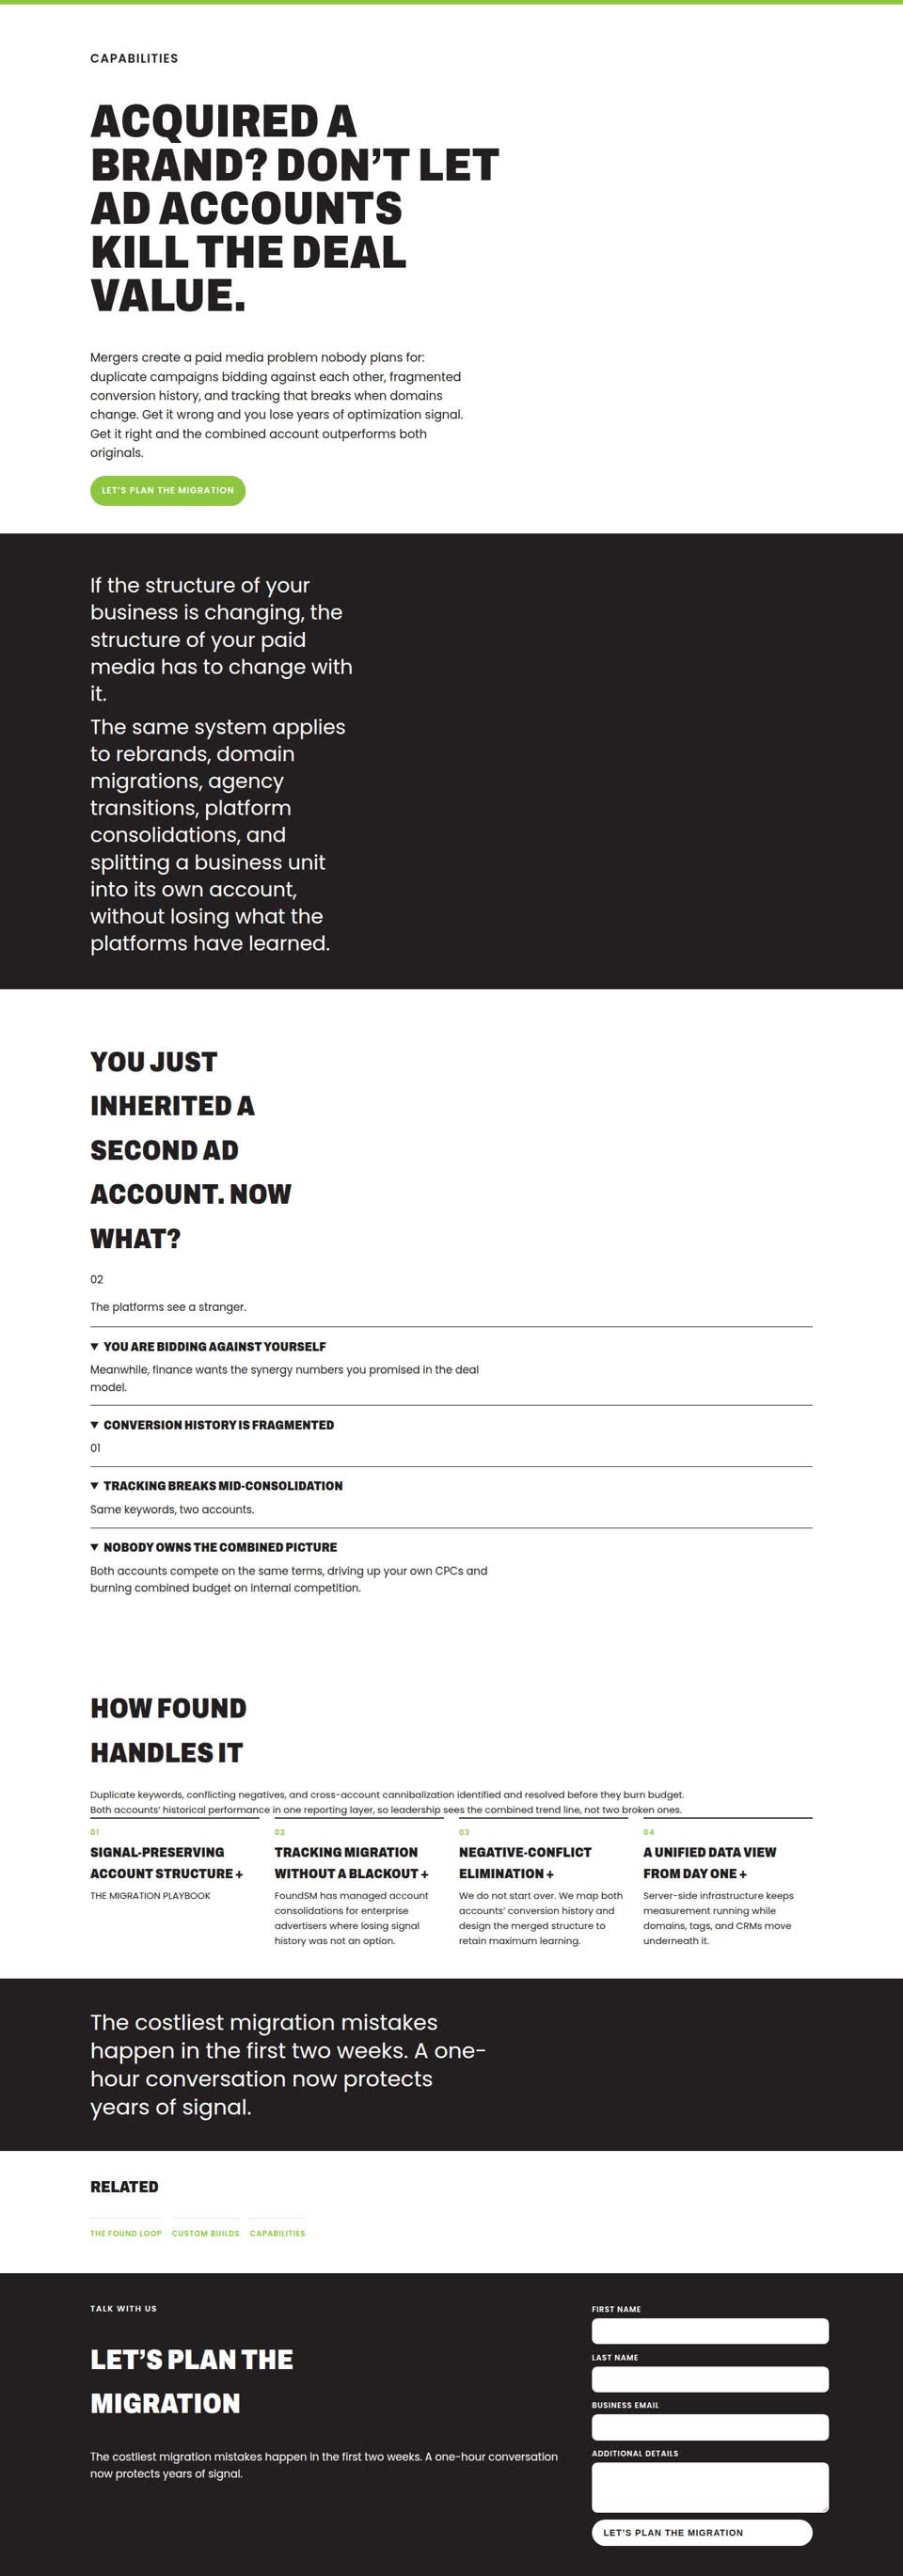 CAPABILITIES
ACQUIRED A
BRAND? DON’T LET
AD ACCOUNTS
KILL THE DEAL
VALUE.
Mergers create a paid media problem nobody plans for:
duplicate campaigns bidding against each other, fragmented
conversion history, and tracking that breaks when domains
change. Get it wrong and you lose years of optimization signal.
Get it right and the combined account outperforms both
originals.
LET’S PLAN THE MIGRATION
If the structure of your
business is changing, the
structure of your paid
media has to change with
it.
The same system applies
to rebrands, domain
migrations, agency
transitions, platform
consolidations, and
splitting a business unit
into its own account,
without losing what the
platforms have learned.
YOU JUST
INHERITED A
SECOND AD
ACCOUNT. NOW
WHAT?
02
The platforms see a stranger.
▼ YOU ARE BIDDING AGAINST YOURSELF
Meanwhile, finance wants the synergy numbers you promised in the deal
model.
▼ CONVERSION HISTORY IS FRAGMENTED
01
▼ TRACKING BREAKS MID-CONSOLIDATION
Same keywords, two accounts.
▼ NOBODY OWNS THE COMBINED PICTURE
Both accounts compete on the same terms, driving up your own CPCs and
burning combined budget on internal competition.
HOW FOUND
HANDLES IT
Duplicate keywords, conflicting negatives, and cross-account cannibalization identified and resolved before they burn budget.
Both accounts’ historical performance in one reporting layer, so leadership sees the combined trend line, not two broken ones.
01
SIGNAL-PRESERVING
ACCOUNT STRUCTURE +
THE MIGRATION PLAYBOOK
02
TRACKING MIGRATION
WITHOUT A BLACKOUT +
FoundSM has managed account
consolidations for enterprise
advertisers where losing signal
history was not an option.
03
NEGATIVE-CONFLICT
ELIMINATION +
We do not start over. We map both
accounts’ conversion history and
design the merged structure to
retain maximum learning.
04
A UNIFIED DATA VIEW
FROM DAY ONE +
Server-side infrastructure keeps
measurement running while
domains, tags, and CRMs move
underneath it.
The costliest migration mistakes
happen in the first two weeks. A one-
hour conversation now protects
years of signal.
RELATED
THE FOUND LOOP
CUSTOM BUILDS
CAPABILITIES
TALK WITH US
LET’S PLAN THE
MIGRATION
The costliest migration mistakes happen in the first two weeks. A one-hour conversation
now protects years of signal.
FIRST NAME
LAST NAME
BUSINESS EMAIL
ADDITIONAL DETAILS
LET’S PLAN THE MIGRATION